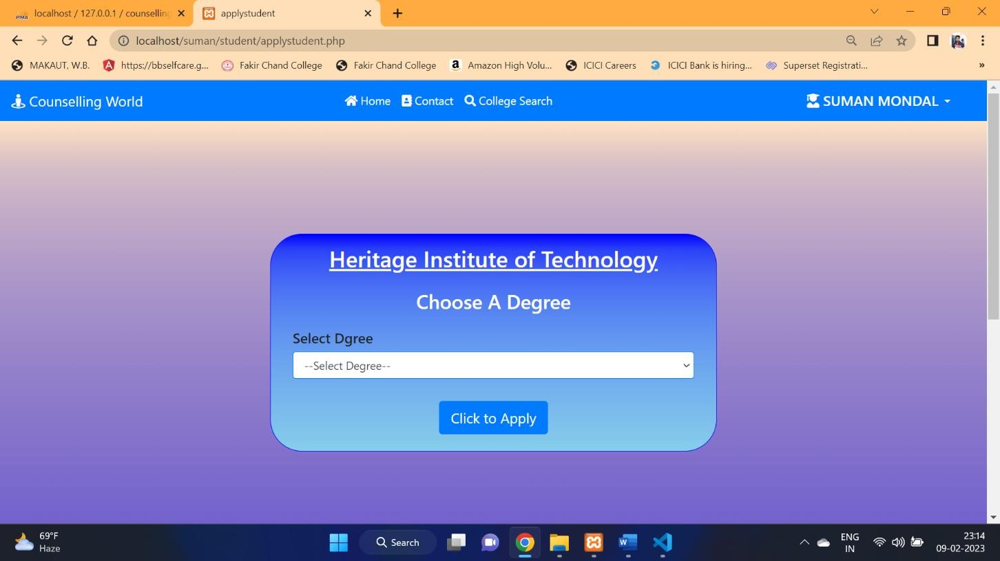 PMA localhost / 127.0.0.1 / counselling
applystudent
localhost/suman/student/applystudent.php
MAKAUT, W.B.
https://bbselfcare.g...
Fakir Chand College
Fakir Chand College
a Amazon High Volu...
ICICI Careers
ICICI Bank is hiring...
Superset Registrati...
»
Counselling World
Home
Contact
College Search
SUMAN MONDAL
Heritage Institute of Technology
Choose A Degree
Select Dgree
--Select Degree--
Click to Apply
69°F
Haze
Search
W
ENG
IN
23:14
09-02-2023